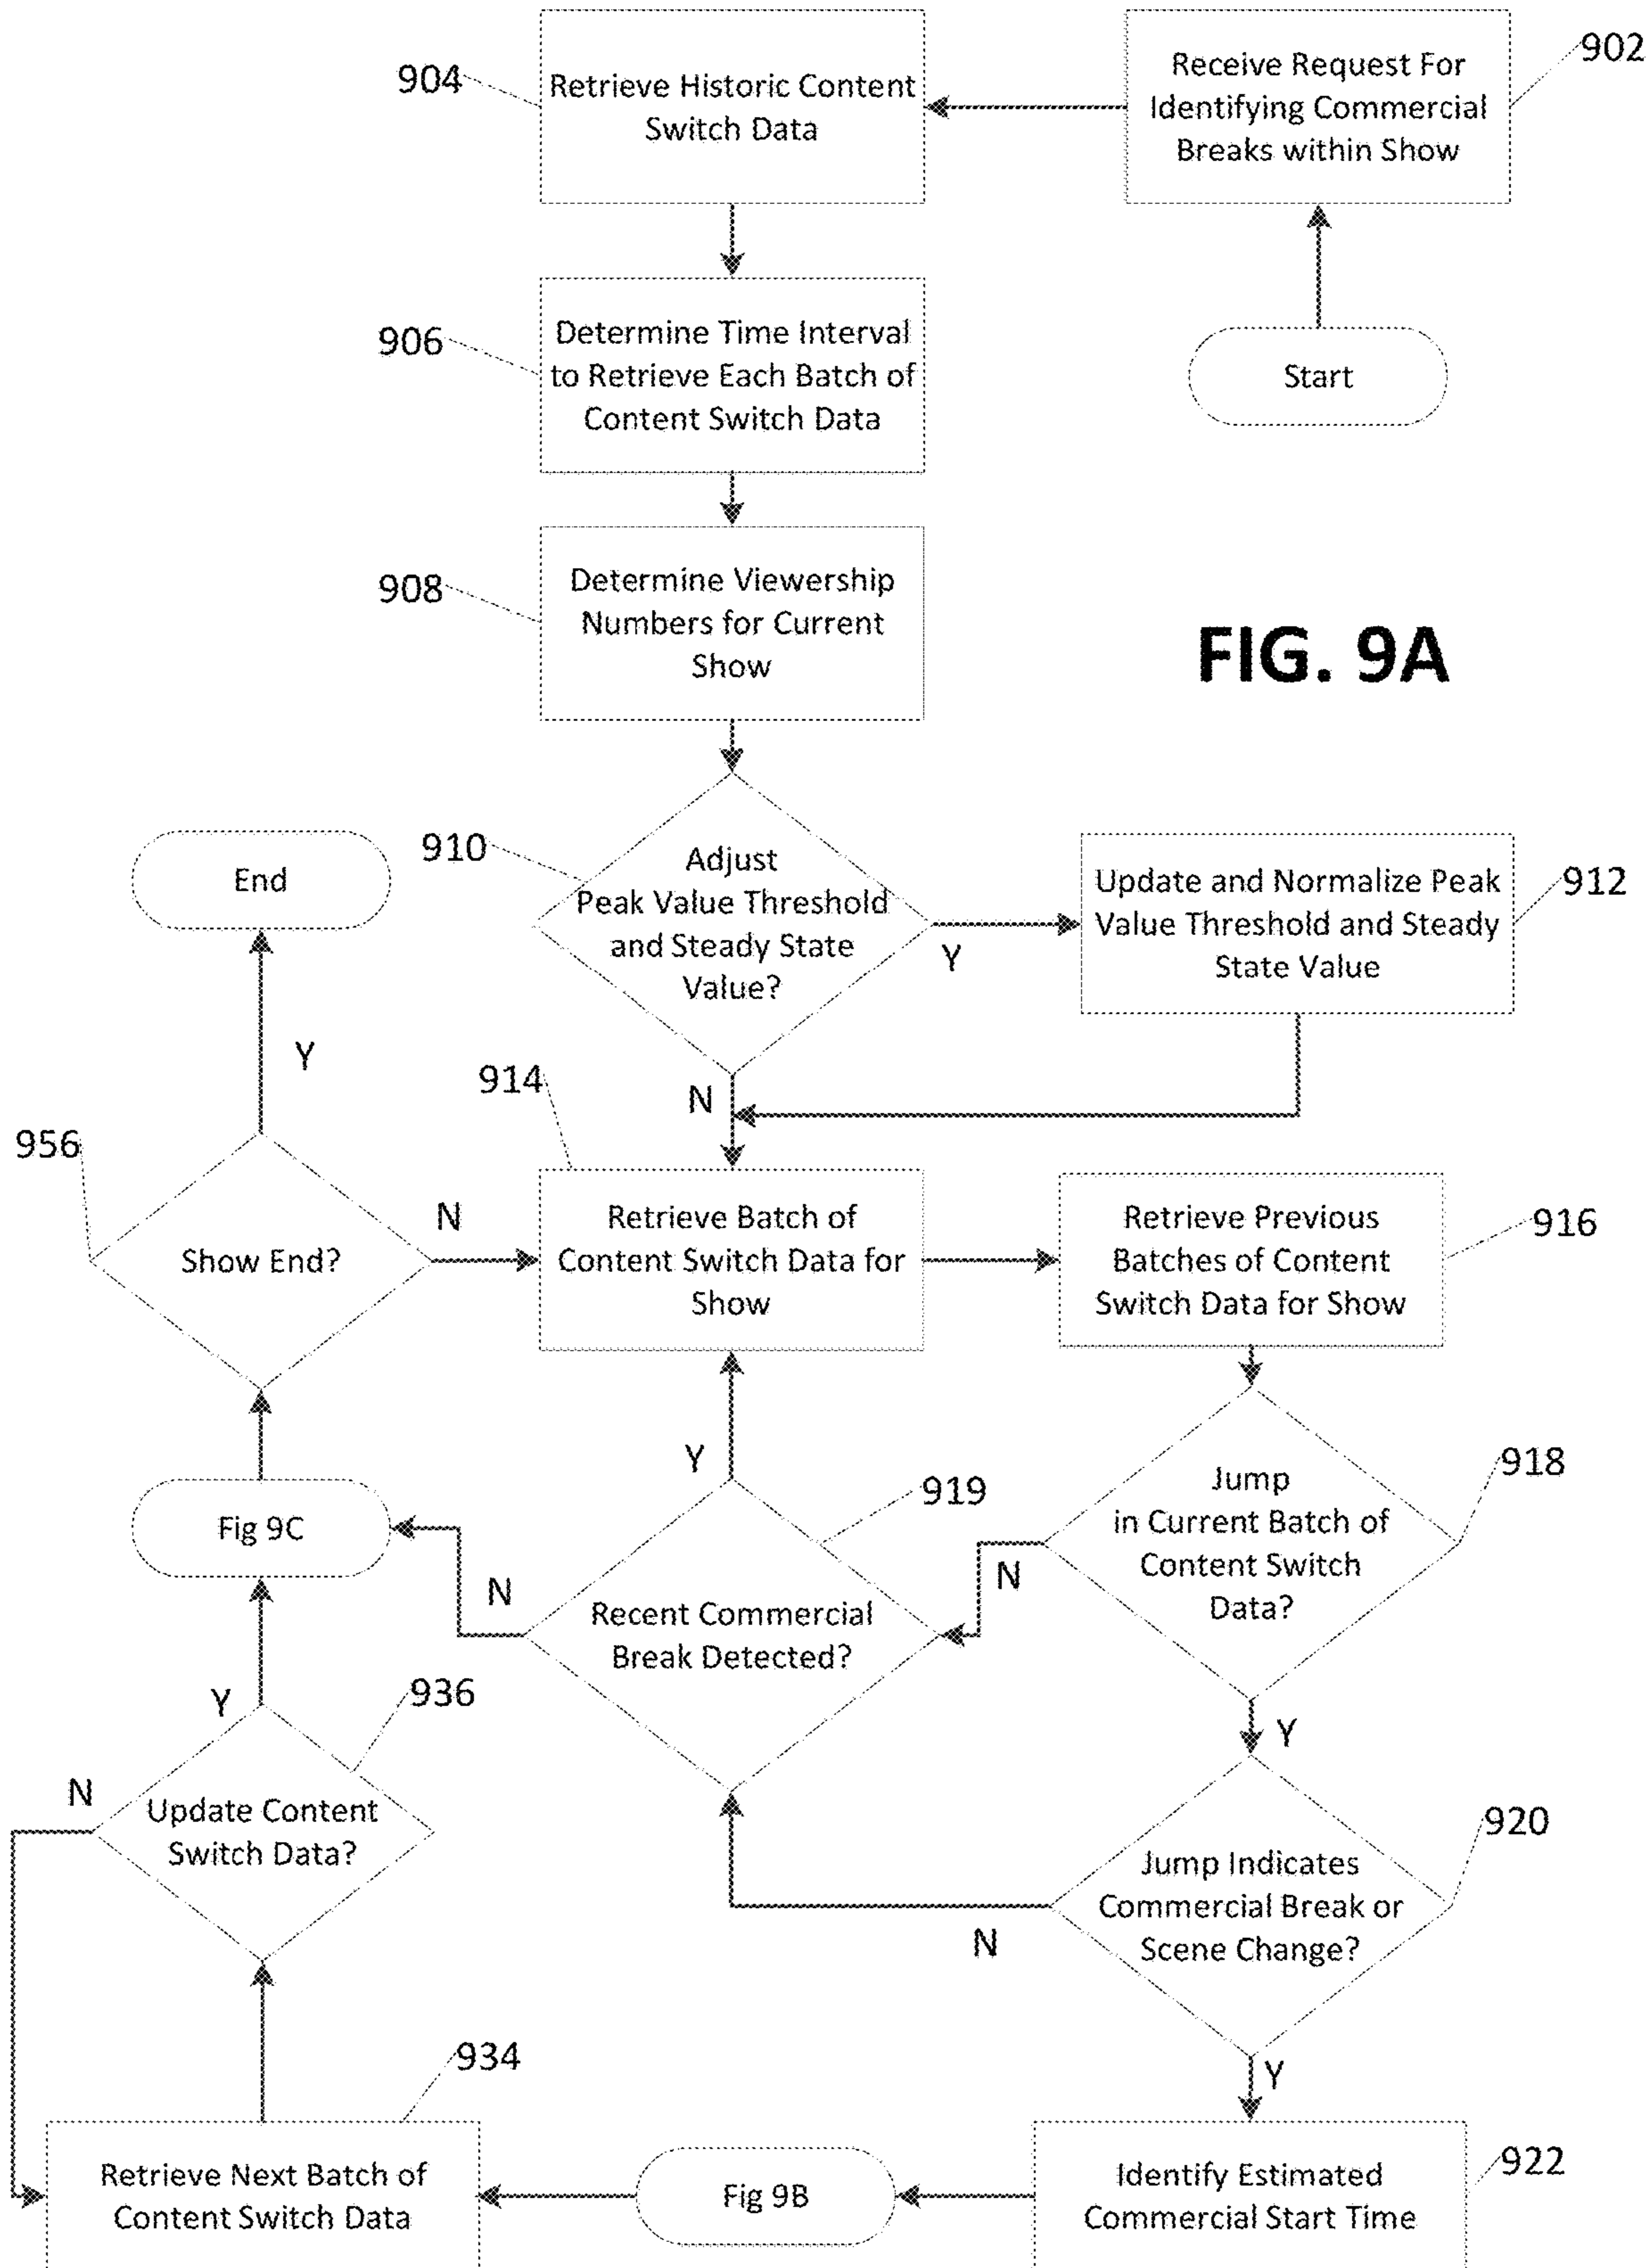 902
Receive Request For
Identifying Commercial
Breaks within Show
904
Retrieve Historic Content
Switch Data
Start
906
Determine Time Interval
to Retrieve Each Batch of
Content Switch Data
908
Determine Viewership
Numbers for Current
Show
FIG. 9A
910
Adjust
Peak Value Threshold
and Steady State
Value?
Y
N
912
Update and Normalize Peak
Value Threshold and Steady
State Value
End
Y
956
Show End?
N
914
Retrieve Batch of
Content Switch Data for
Show
916
Retrieve Previous
Batches of Content
Switch Data for Show
918
Jump
in Current Batch of
Content Switch
Data?
N
Y
919
Recent Commercial
Break Detected?
Y
N
Fig 9C
920
Jump Indicates
Commercial Break or
Scene Change?
N
Y
936
Update Content
Switch Data?
Y
N
922
Identify Estimated
Commercial Start Time
Fig 9B
934
Retrieve Next Batch of
Content Switch Data